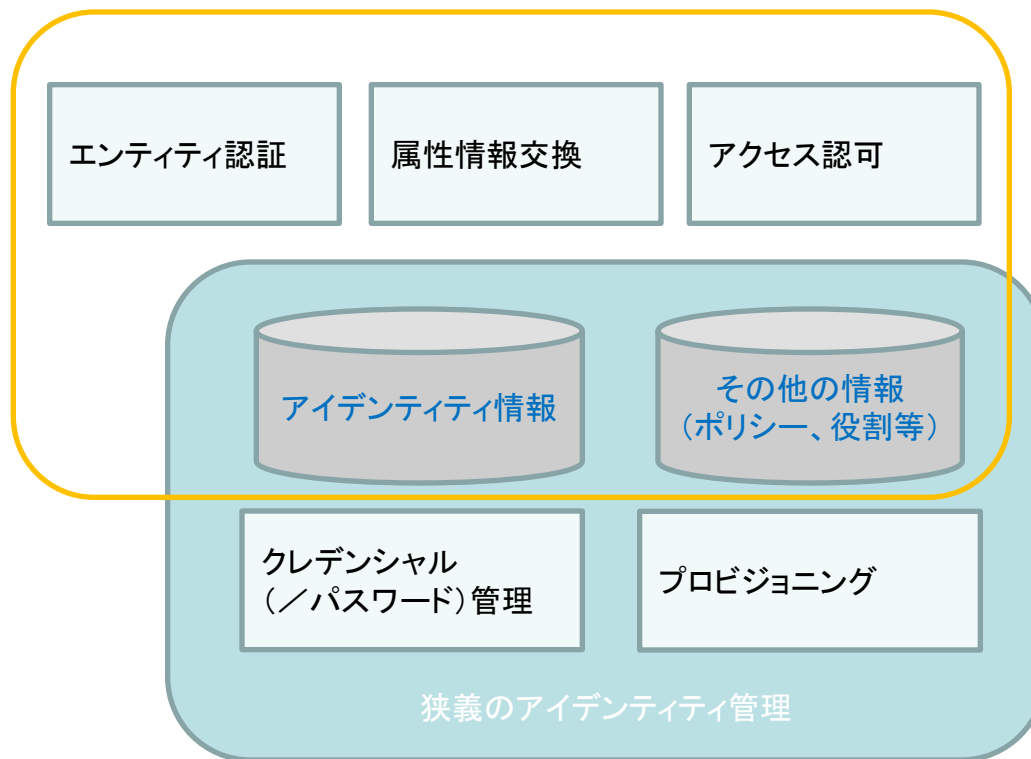 エンティティ認証
属性情報交換
アクセス認可
アイデンティティ情報
その他の情報
（ポリシー、役割等）
クレデンシャル
（／パスワード）管理
プロビジョニング
狭義のアイデンティティ管理